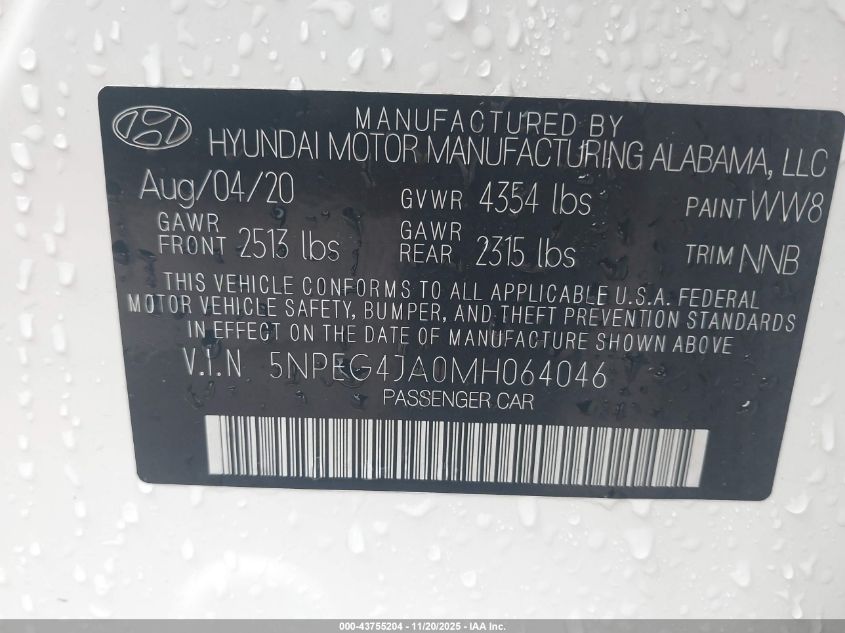 MANUFACTURED BY
HYUNDAI MOTOR MANUFACTURING ALABAMA, LLC
Aug/04/20 GVWR 4354 lbs PAINT WW8
GAWR FRONT 2513 lbs GAWR REAR 2315 lbs TRIM NNB
THIS VEHICLE CONFORMS TO ALL APPLICABLE U.S.A. FEDERAL
MOTOR VEHICLE SAFETY, BUMPER, AND THEFT PREVENTION STANDARDS
IN EFFECT ON THE DATE OF MANUFACTURE SHOWN ABOVE
V.I.N 5NPEG4JA0MH064046
PASSENGER CAR
000-43755204 - 11/20/2025 - IAA Inc.